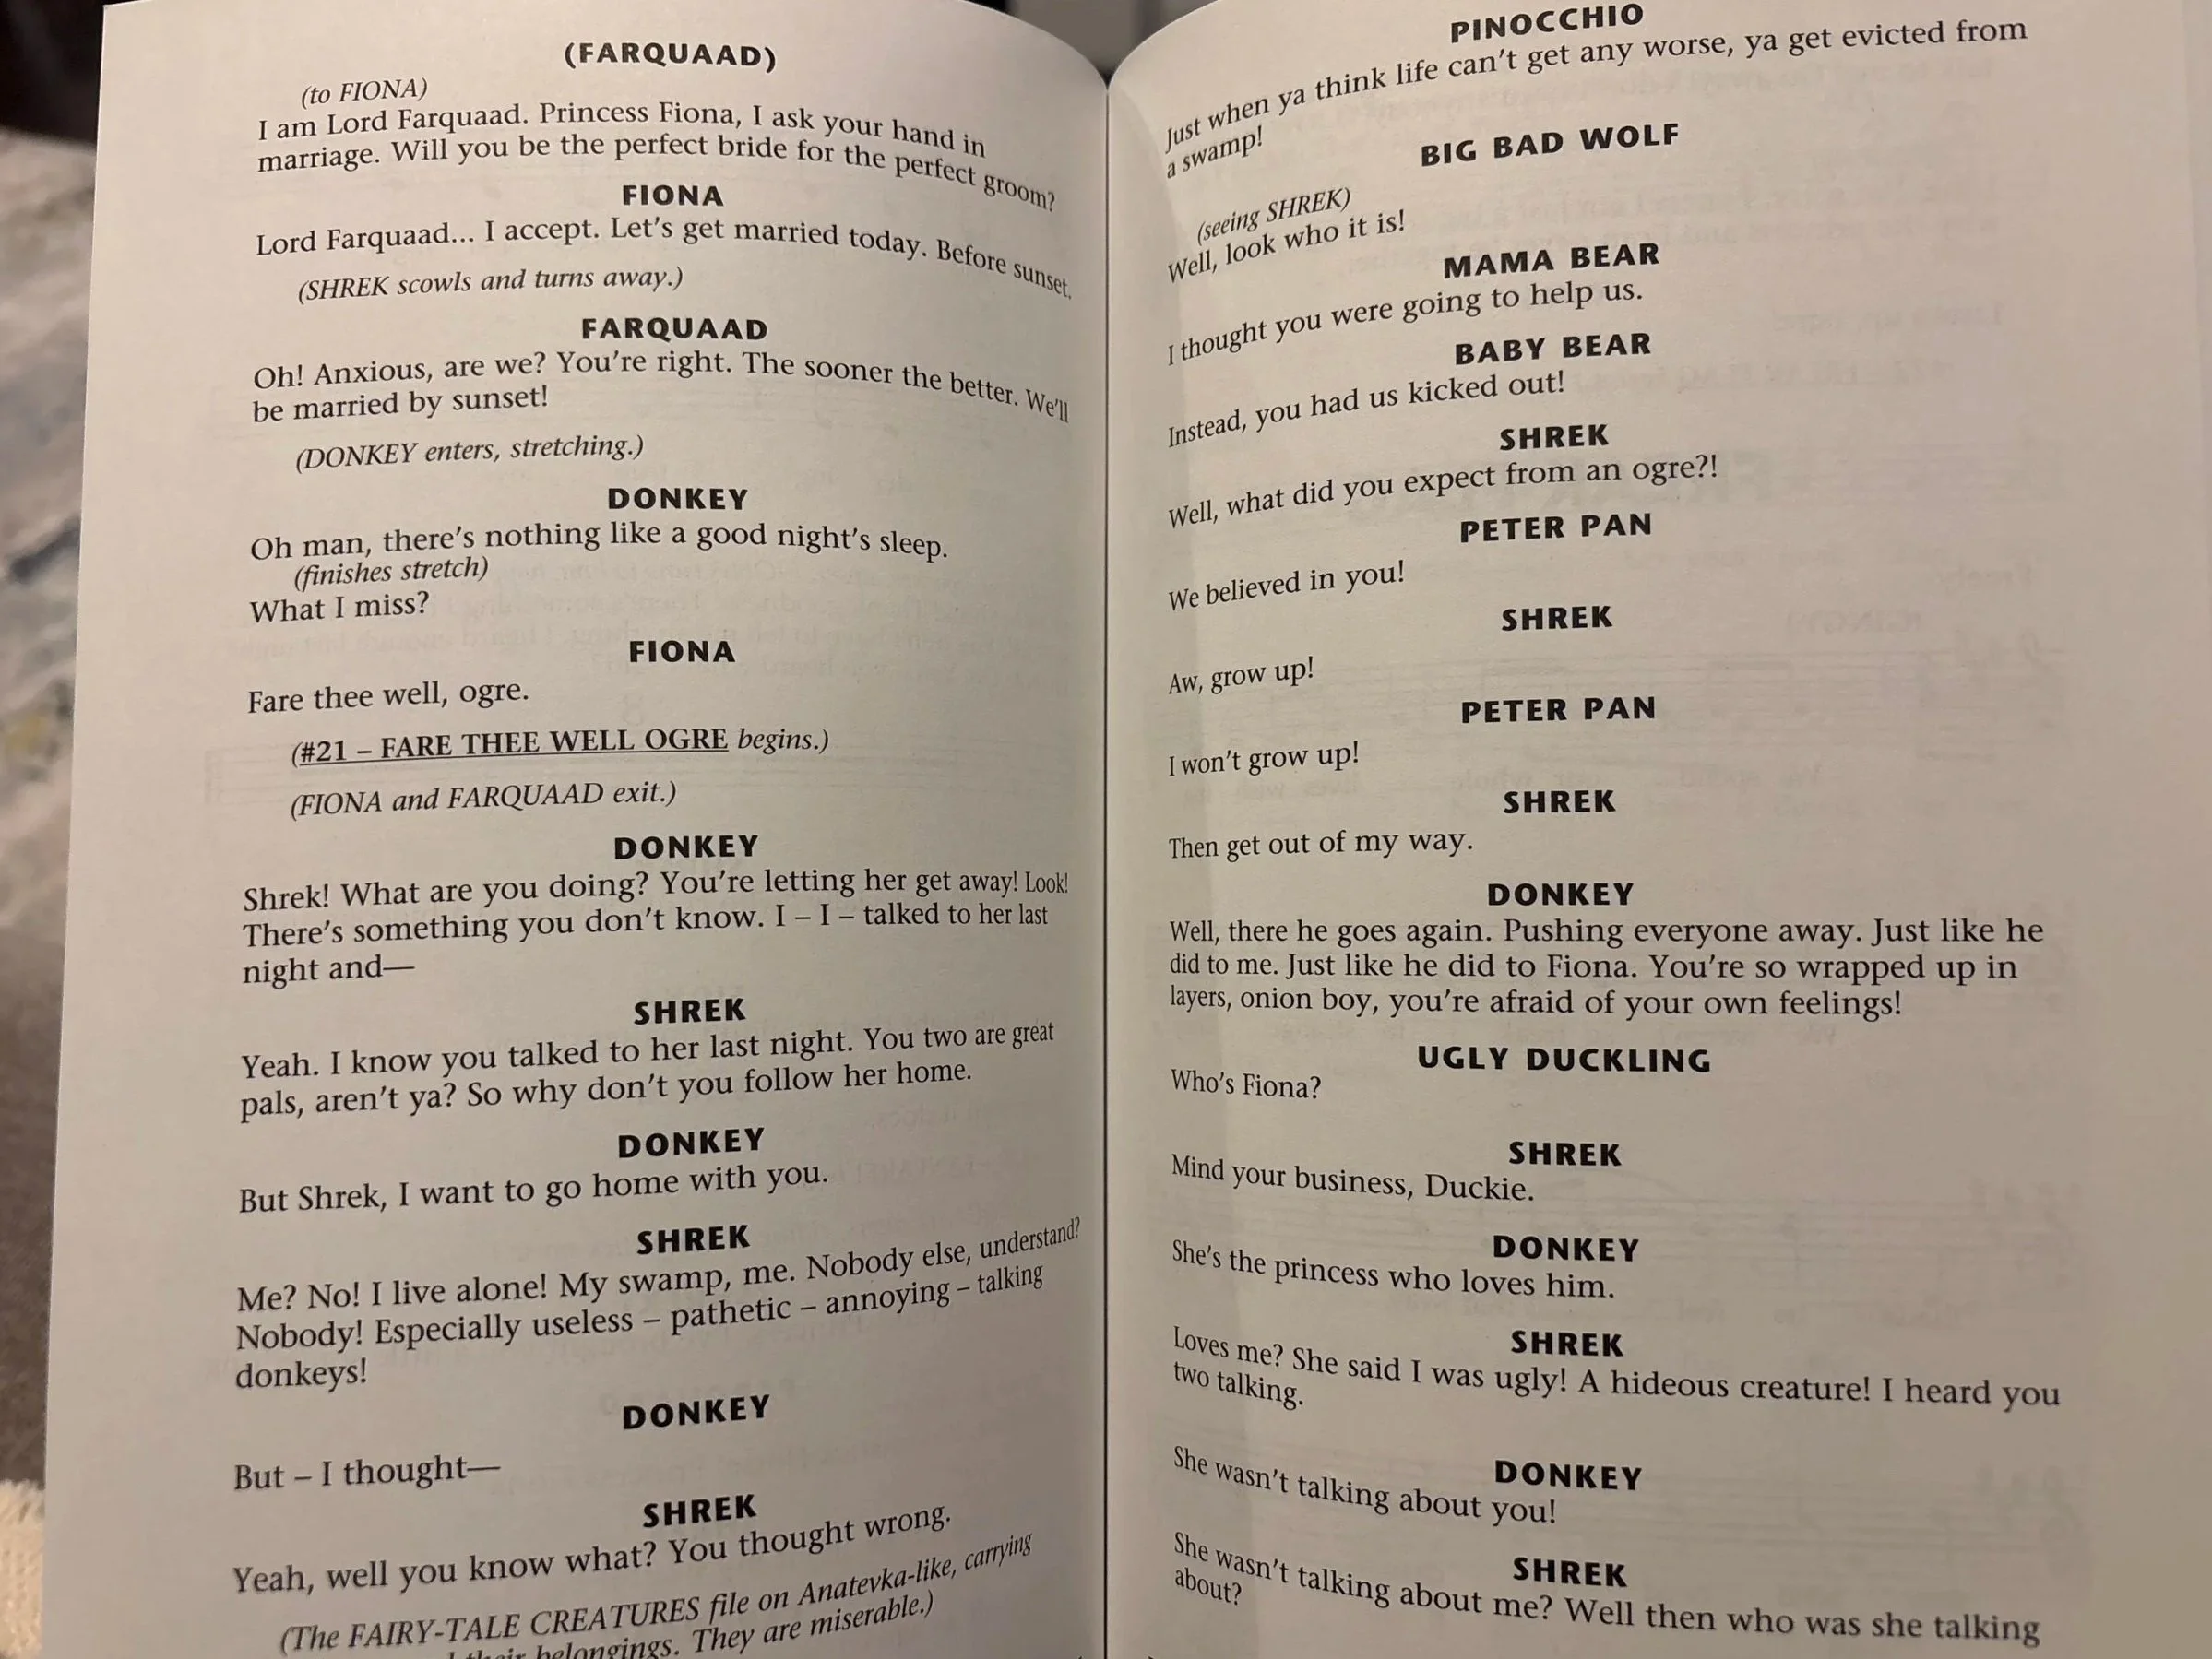 (FARQUAAD)
(to FIONA)
I am Lord Farquaad. Princess Fiona, I ask your hand in
marriage. Will you be the perfect bride for the perfect groom?
FIONA
Lord Farquaad... I accept. Let's get married today. Before sunset.
(SHREK scowls and turns away.)
FARQUAAD
Oh! Anxious, are we? You're right. The sooner the better. We'll
be married by sunset!
(DONKEY enters, stretching.)
DONKEY
Oh man, there's nothing like a good night's sleep.
(finishes stretch)
What I miss?
FIONA
Fare thee well, ogre.
(#21 – FARE THEE WELL OGRE begins.)
(FIONA and FARQUAAD exit.)
DONKEY
Shrek! What are you doing? You're letting her get away! Look!
There's something you don't know. I – I – talked to her last
night and—
SHREK
Yeah. I know you talked to her last night. You two are great
pals, aren't ya? So why don't you follow her home.
DONKEY
But Shrek, I want to go home with you.
SHREK
Me? No! I live alone! My swamp, me. Nobody else, understand?
Nobody! Especially useless – pathetic – annoying – talking
donkeys!
DONKEY
But – I thought—
SHREK
Yeah, well you know what? You thought wrong.
(The FAIRY-TALE CREATURES file on Anatevka-like, carrying
their belongings. They are miserable.)
PINOCCHIO
Just when ya think life can't get any worse, ya get evicted from
a swamp!
BIG BAD WOLF
(seeing SHREK)
Well, look who it is!
MAMA BEAR
I thought you were going to help us.
BABY BEAR
Instead, you had us kicked out!
SHREK
Well, what did you expect from an ogre?!
PETER PAN
We believed in you!
SHREK
Aw, grow up!
PETER PAN
I won't grow up!
SHREK
Then get out of my way.
DONKEY
Well, there he goes again. Pushing everyone away. Just like he
did to me. Just like he did to Fiona. You're so wrapped up in
layers, onion boy, you're afraid of your own feelings!
UGLY DUCKLING
Who's Fiona?
SHREK
Mind your business, Duckie.
DONKEY
She's the princess who loves him.
SHREK
Loves me? She said I was ugly! A hideous creature! I heard you
two talking.
DONKEY
She wasn't talking about you!
SHREK
She wasn't talking about me? Well then who was she talking
about?